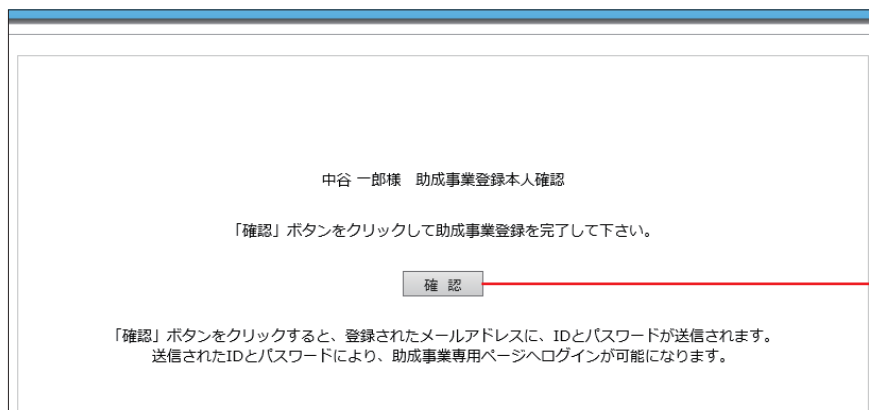 中谷 一郎様　助成事業登録本人確認
「確認」ボタンをクリックして助成事業登録を完了して下さい。
確 認
「確認」ボタンをクリックすると、登録されたメールアドレスに、IDとパスワードが送信されます。
送信されたIDとパスワードにより、助成事業専用ページへログインが可能になります。